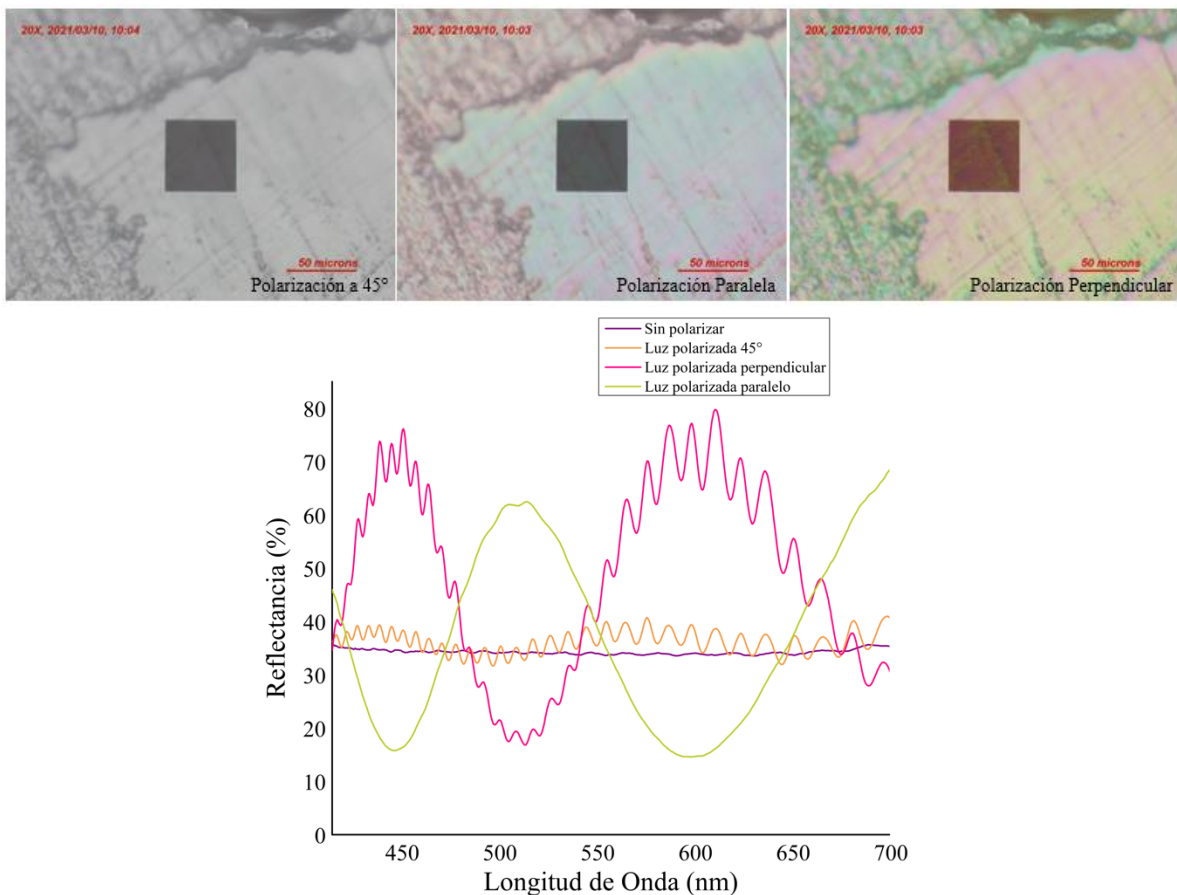 20X, 2021/03/10, 10:04
50 microns
Polarización a 45°
20X, 2021/03/10, 10:03
50 microns
Polarización Paralela
20X, 2021/03/10, 10:03
50 microns
Polarización Perpendicular
Sin polarizar
Luz polarizada 45°
Luz polarizada perpendicular
Luz polarizada paralelo
Reflectancia (%)
80
70
60
50
40
30
20
10
0
450 500 550 600 650 700
Longitud de Onda (nm)